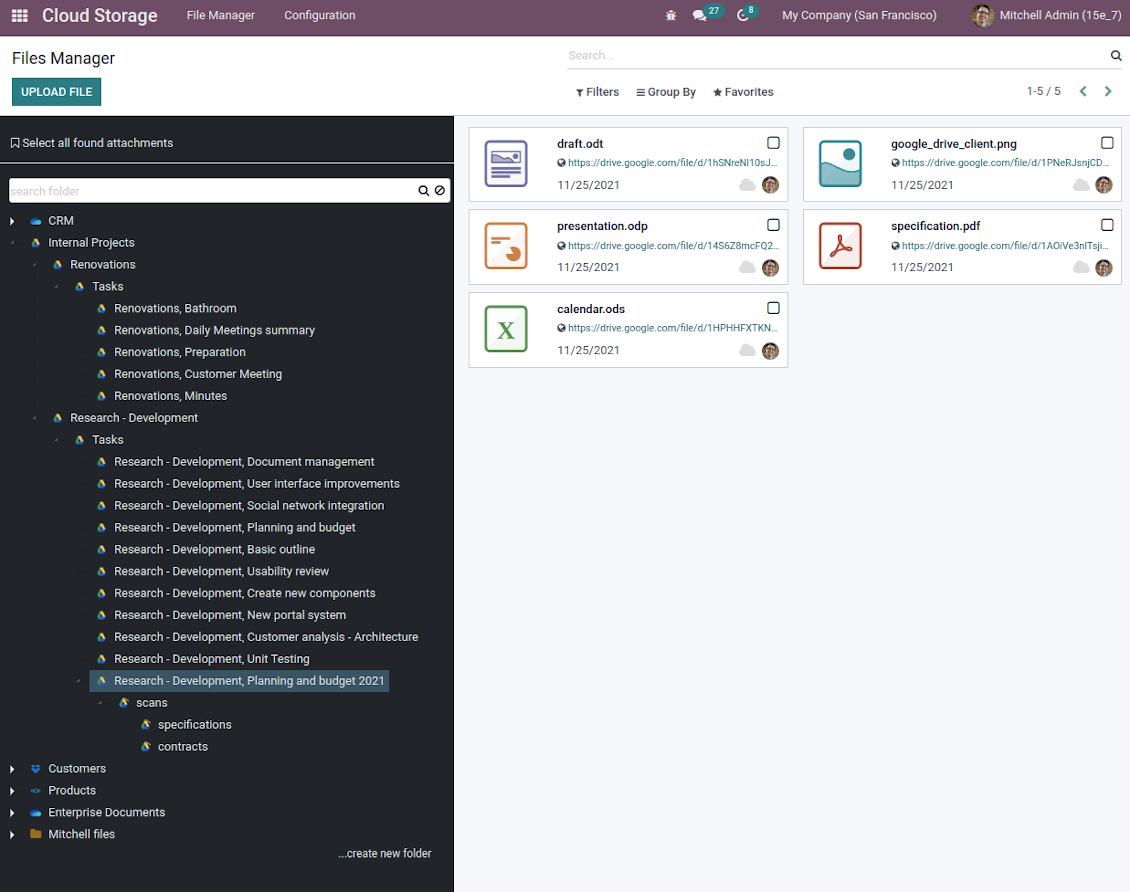 Cloud Storage File Manager Configuration 27 8 My Company (San Francisco) Mitchell Admin (15e_7)
Files Manager
Search...
UPLOAD FILE
Filters Group By Favorites 1-5 / 5
Select all found attachments
search folder
CRM
Internal Projects
Renovations
Tasks
Renovations, Bathroom
Renovations, Daily Meetings summary
Renovations, Preparation
Renovations, Customer Meeting
Renovations, Minutes
Research - Development
Tasks
Research - Development, Document management
Research - Development, User interface improvements
Research - Development, Social network integration
Research - Development, Planning and budget
Research - Development, Basic outline
Research - Development, Usability review
Research - Development, Create new components
Research - Development, New portal system
Research - Development, Customer analysis - Architecture
Research - Development, Unit Testing
Research - Development, Planning and budget 2021
scans
specifications
contracts
Customers
Products
Enterprise Documents
Mitchell files
...create new folder
draft.odt
https://drive.google.com/file/d/1hSNreNl10sJ...
11/25/2021
google_drive_client.png
https://drive.google.com/file/d/1PNeRJsnjCD...
11/25/2021
presentation.odp
https://drive.google.com/file/d/14S6Z8mcFQ2...
11/25/2021
specification.pdf
https://drive.google.com/file/d/1AOiVe3nITsji...
11/25/2021
X
calendar.ods
https://drive.google.com/file/d/1HPHHFXTKN...
11/25/2021